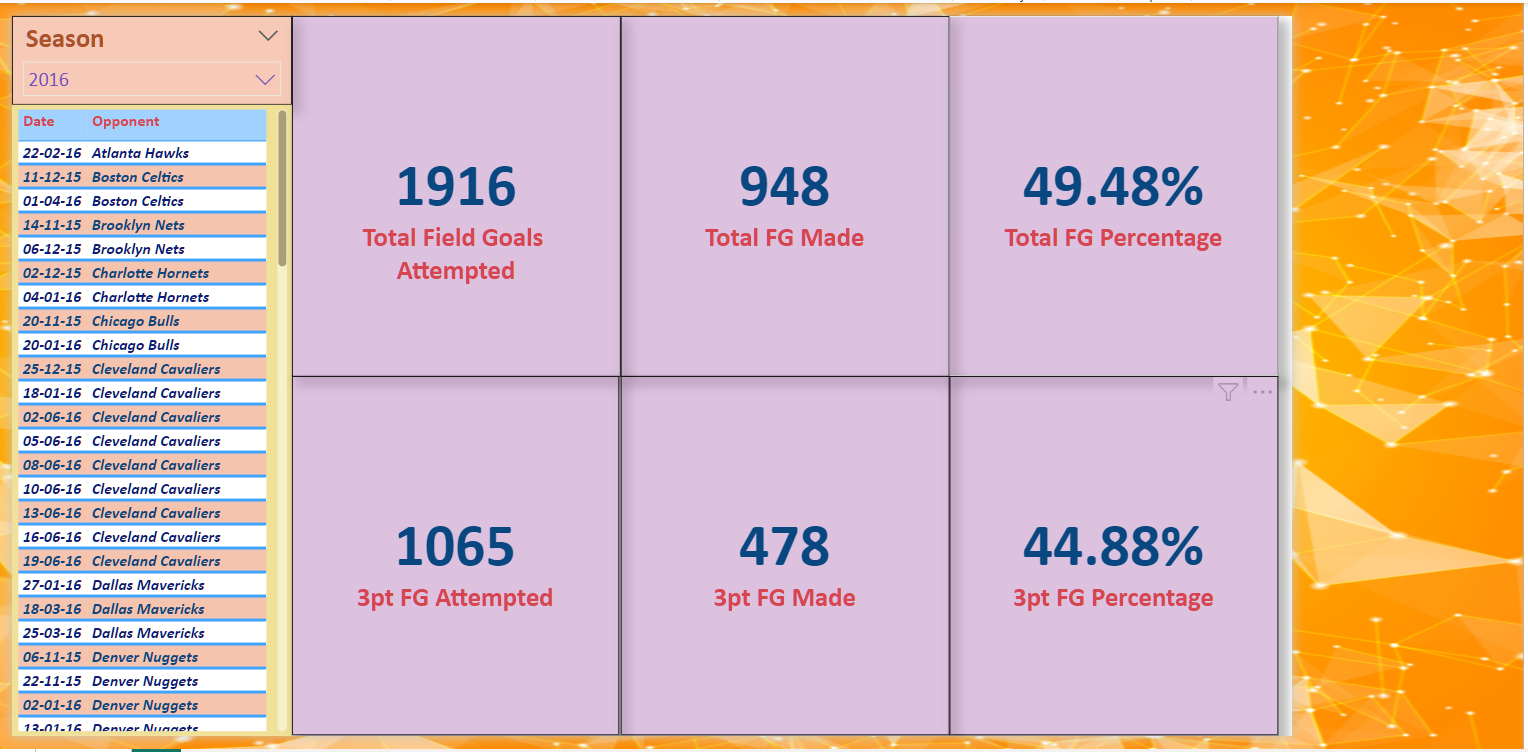 Season
2016
Date Opponent
22-02-16 Atlanta Hawks
11-12-15 Boston Celtics
01-04-16 Boston Celtics
14-11-15 Brooklyn Nets
06-12-15 Brooklyn Nets
02-12-15 Charlotte Hornets
04-01-16 Charlotte Hornets
20-11-15 Chicago Bulls
20-01-16 Chicago Bulls
25-12-15 Cleveland Cavaliers
18-01-16 Cleveland Cavaliers
02-06-16 Cleveland Cavaliers
05-06-16 Cleveland Cavaliers
08-06-16 Cleveland Cavaliers
10-06-16 Cleveland Cavaliers
13-06-16 Cleveland Cavaliers
16-06-16 Cleveland Cavaliers
19-06-16 Cleveland Cavaliers
27-01-16 Dallas Mavericks
18-03-16 Dallas Mavericks
25-03-16 Dallas Mavericks
06-11-15 Denver Nuggets
22-11-15 Denver Nuggets
02-01-16 Denver Nuggets
13-01-16 Denver Nuggets
1916
Total Field Goals
Attempted
948
Total FG Made
49.48%
Total FG Percentage
1065
3pt FG Attempted
478
3pt FG Made
44.88%
3pt FG Percentage